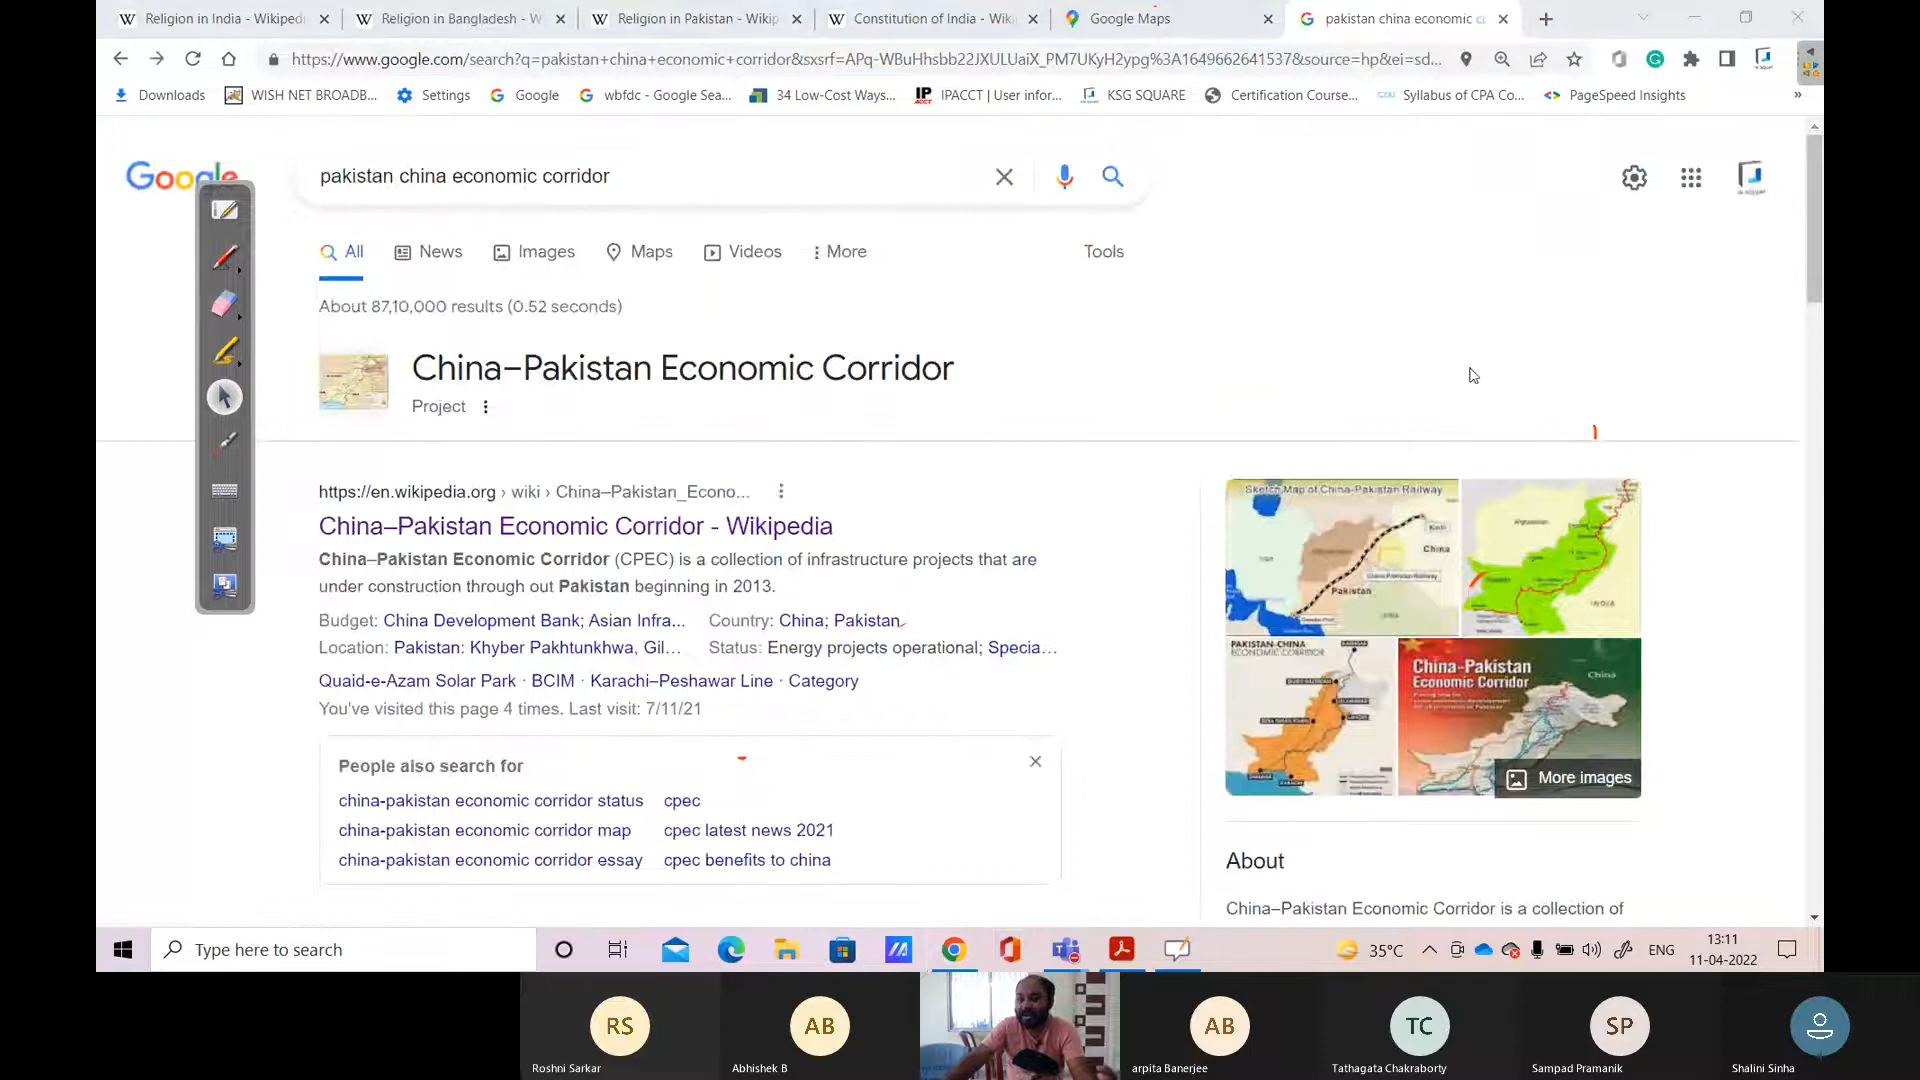 Religion in India - Wikipedi
Religion in Bangladesh - W
Religion in Pakistan - Wikip
Constitution of India - Wiki
Google Maps
pakistan china economic c
https://www.google.com/search?q=pakistan+china+economic+corridor&sxsrf=APq-WBuHhsbb22JXULUaiX_PM7UKyH2ypg%3A1649662641537&source=hp&ei=sd...
Downloads
WISH NET BROADB...
Settings
Google
wbfdc - Google Sea...
34 Low-Cost Ways...
IPACCT | User infor...
KSG SQUARE
Certification Course...
Syllabus of CPA Co...
PageSpeed Insights
Google
pakistan china economic corridor
All
News
Images
Maps
Videos
More
Tools
About 87,10,000 results (0.52 seconds)
China–Pakistan Economic Corridor
Project
https://en.wikipedia.org › wiki › China–Pakistan_Econo...
China–Pakistan Economic Corridor - Wikipedia
China–Pakistan Economic Corridor (CPEC) is a collection of infrastructure projects that are
under construction through out Pakistan beginning in 2013.
Budget: China Development Bank; Asian Infra...
Country: China; Pakistan
Location: Pakistan: Khyber Pakhtunkhwa, Gil...
Status: Energy projects operational; Specia...
Quaid-e-Azam Solar Park · BCIM · Karachi–Peshawar Line · Category
You've visited this page 4 times. Last visit: 7/11/21
People also search for
china-pakistan economic corridor status
cpec
china-pakistan economic corridor map
cpec latest news 2021
china-pakistan economic corridor essay
cpec benefits to china
Sketch Map of China-Pakistan Railway
China
Pakistan
INDIA
PAKISTAN-CHINA
ECONOMIC CORRIDOR
China-Pakistan
Economic Corridor
China
More images
About
China–Pakistan Economic Corridor is a collection of
Type here to search
35°C
ENG
13:11
11-04-2022
RS
Roshni Sarkar
AB
Abhishek B
AB
arpita Banerjee
TC
Tathagata Chakraborty
SP
Sampad Pramanik
Shalini Sinha